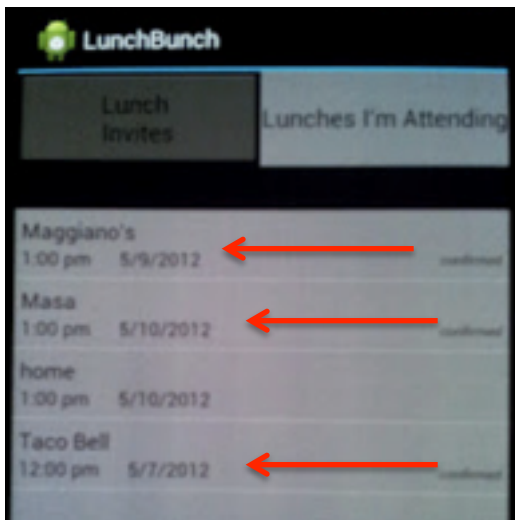 LunchBunch
Lunch
Invites
Lunches I'm Attending
Maggiano's
1:00 pm 5/9/2012
confirmed
Masa
1:00 pm 5/10/2012
confirmed
home
1:00 pm 5/10/2012
Taco Bell
12:00 pm 5/7/2012
confirmed